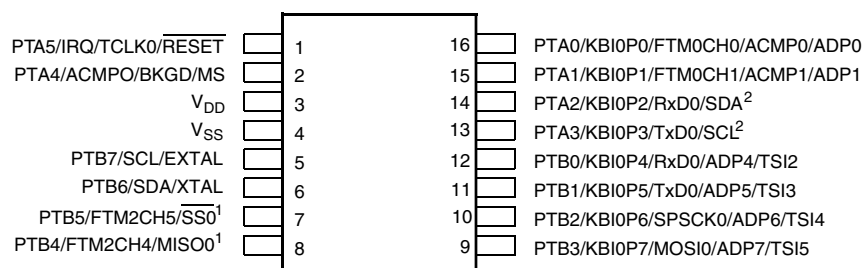 PTA5/IRQ/TCLK0/RESET 1 16 PTA0/KBI0P0/FTM0CH0/ACMP0/ADP0
PTA4/ACMPO/BKGD/MS 2 15 PTA1/KBI0P1/FTM0CH1/ACMP1/ADP1
VDD 3 14 PTA2/KBI0P2/RxD0/SDA2
VSS 4 13 PTA3/KBI0P3/TxD0/SCL2
PTB7/SCL/EXTAL 5 12 PTB0/KBI0P4/RxD0/ADP4/TSI2
PTB6/SDA/XTAL 6 11 PTB1/KBI0P5/TxD0/ADP5/TSI3
PTB5/FTM2CH5/SS01 7 10 PTB2/KBI0P6/SPSCK0/ADP6/TSI4
PTB4/FTM2CH4/MISO01 8 9 PTB3/KBI0P7/MOSI0/ADP7/TSI5